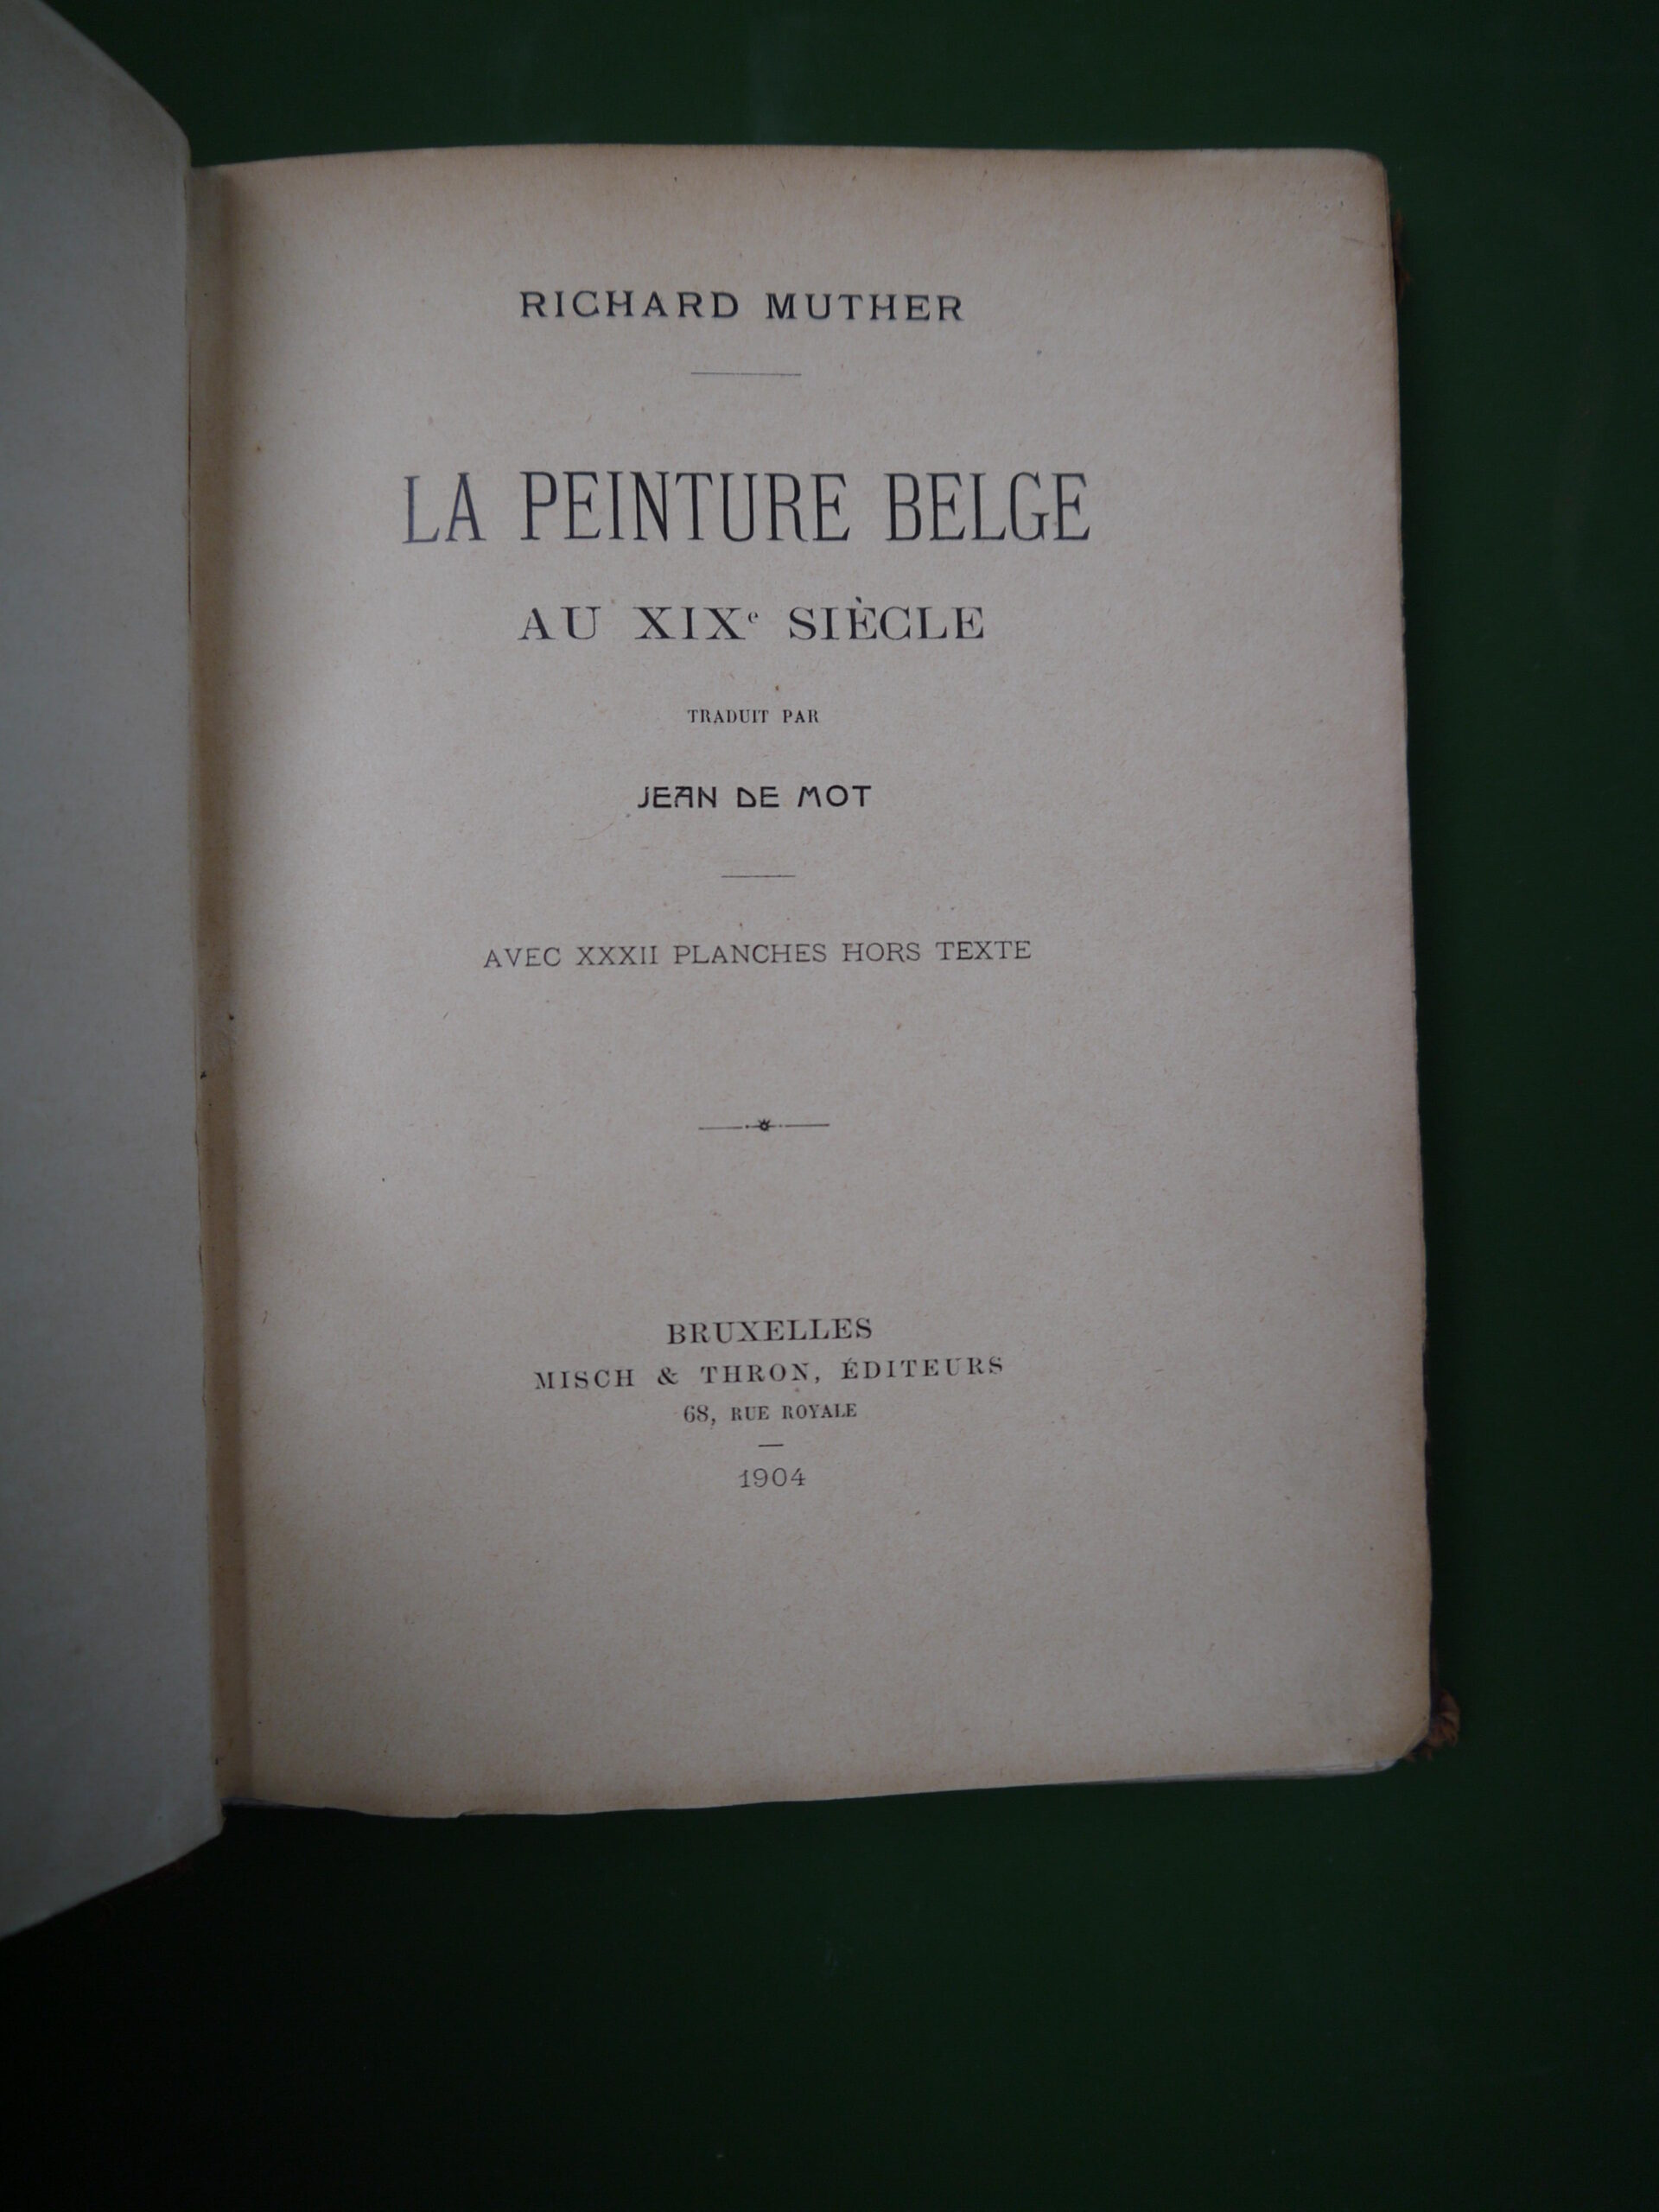 RICHARD MUTHER
LA PEINTURE BELGE
AU XIXe SIÈCLE
TRADUIT PAR
JEAN DE MOT
AVEC XXXII PLANCHES HORS TEXTE
BRUXELLES
MISCH & THRON, ÉDITEURS
68, RUE ROYALE
1904